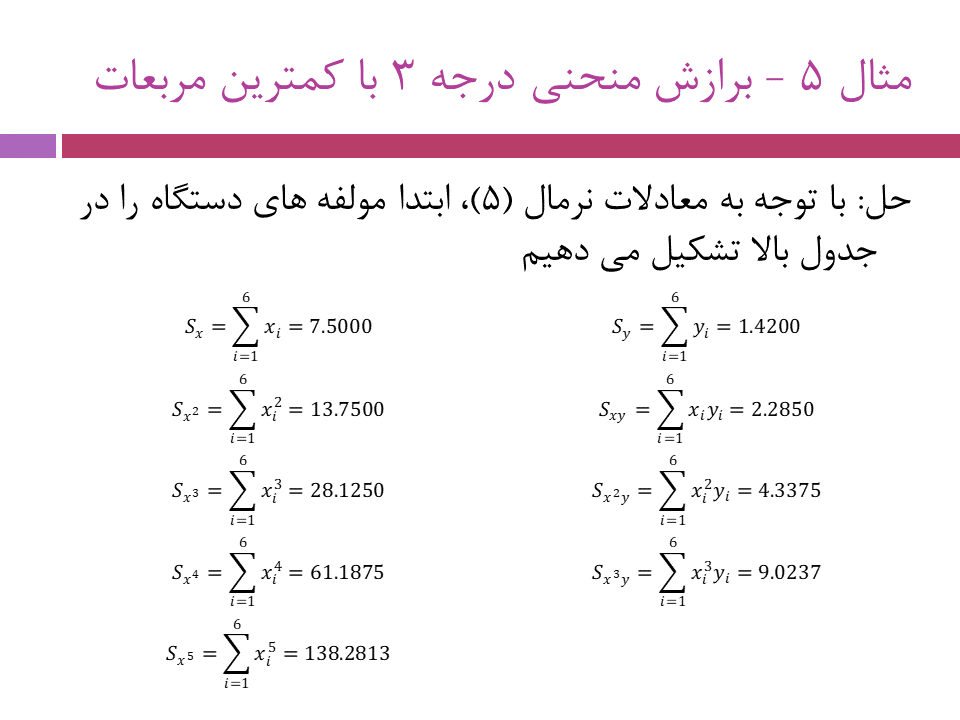 مثال ۵ – برازش منحنی درجه ۳ با کمترین مربعات
حل: با توجه به معادلات نرمال (۵)، ابتدا مولفه های دستگاه را در
جدول بالا تشکیل می دهیم
$S_x = \sum_{i=1}^{6} x_i = 7.5000$
$S_{x^2} = \sum_{i=1}^{6} x_i^2 = 13.7500$
$S_{x^3} = \sum_{i=1}^{6} x_i^3 = 28.1250$
$S_{x^4} = \sum_{i=1}^{6} x_i^4 = 61.1875$
$S_{x^5} = \sum_{i=1}^{6} x_i^5 = 138.2813$
$S_y = \sum_{i=1}^{6} y_i = 1.4200$
$S_{xy} = \sum_{i=1}^{6} x_i y_i = 2.2850$
$S_{x^2y} = \sum_{i=1}^{6} x_i^2 y_i = 4.3375$
$S_{x^3y} = \sum_{i=1}^{6} x_i^3 y_i = 9.0237$